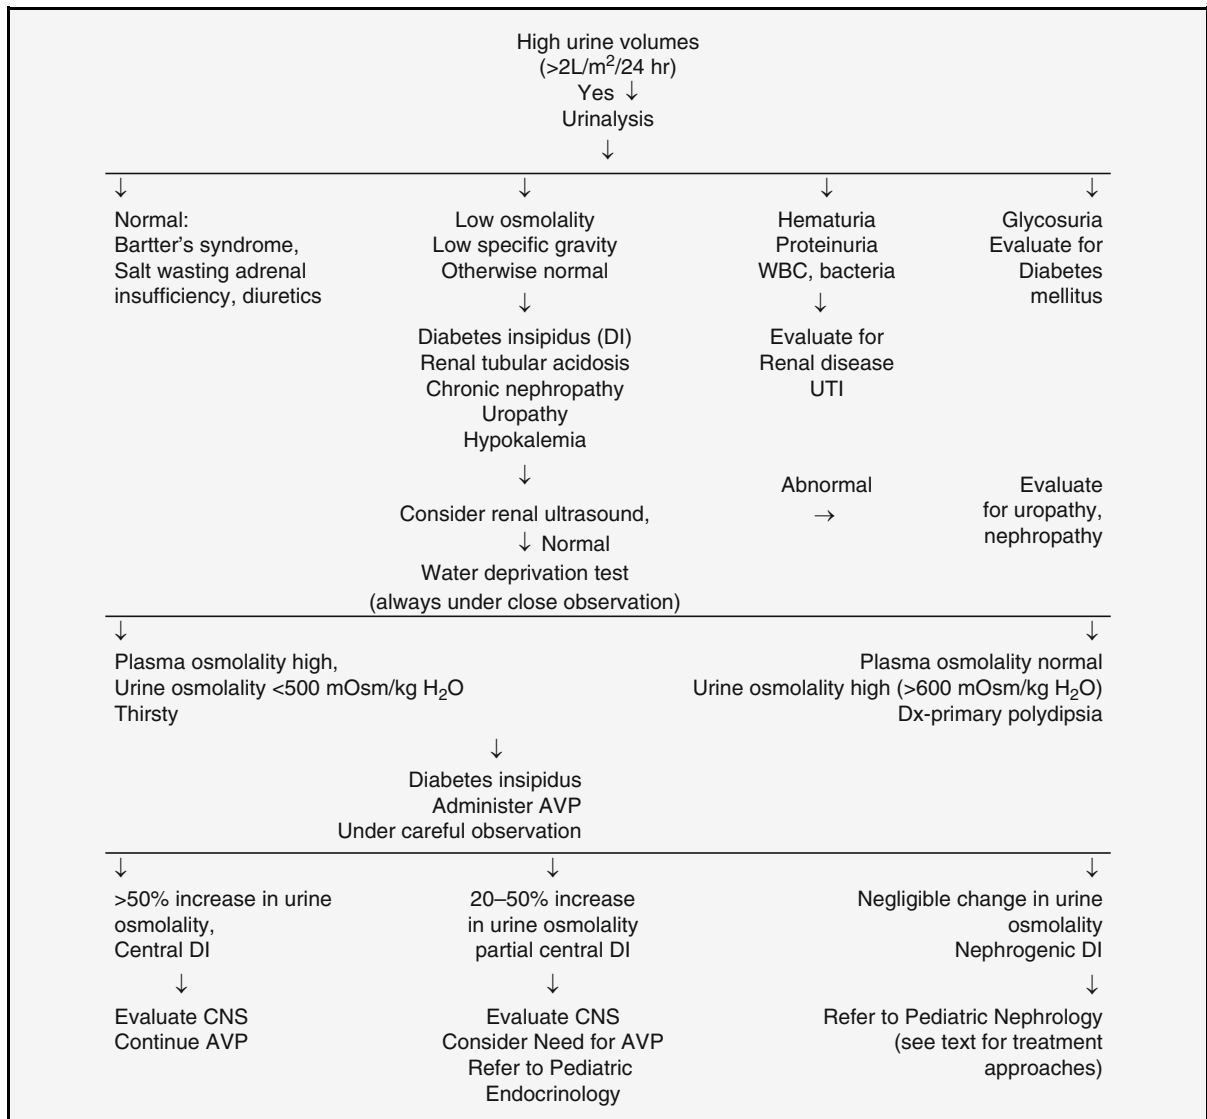 High urine volumes
(>2L/m²/24 hr)
Yes ↓
Urinalysis
↓
↓ ↓ ↓ ↓
Normal:
Bartter's syndrome,
Salt wasting adrenal
insufficiency, diuretics
Low osmolality
Low specific gravity
Otherwise normal
↓
Diabetes insipidus (DI)
Renal tubular acidosis
Chronic nephropathy
Uropathy
Hypokalemia
↓
Hematuria
Proteinuria
WBC, bacteria
↓
Evaluate for
Renal disease
UTI
Glycosuria
Evaluate for
Diabetes
mellitus
Consider renal ultrasound,
Abnormal
→
Evaluate
for uropathy,
nephropathy
↓ Normal
Water deprivation test
(always under close observation)
↓ ↓
Plasma osmolality high,
Urine osmolality <500 mOsm/kg H₂O
Thirsty
Plasma osmolality normal
Urine osmolality high (>600 mOsm/kg H₂O)
Dx-primary polydipsia
↓
Diabetes insipidus
Administer AVP
Under careful observation
↓ ↓ ↓
>50% increase in urine
osmolality,
Central DI
↓
Evaluate CNS
Continue AVP
20–50% increase
in urine osmolality
partial central DI
↓
Evaluate CNS
Consider Need for AVP
Refer to Pediatric
Endocrinology
Negligible change in urine
osmolality
Nephrogenic DI
↓
Refer to Pediatric Nephrology
(see text for treatment
approaches)